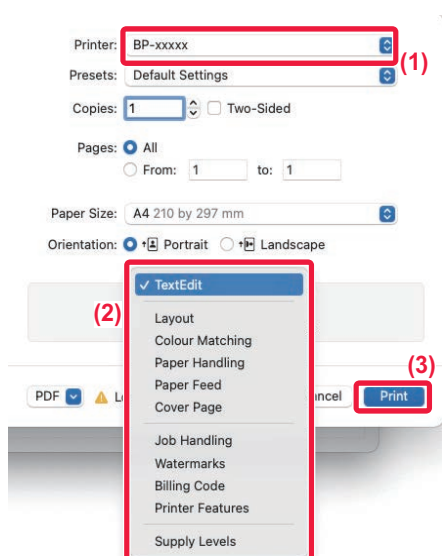 Printer: BP-xxxxx
(1)
Presets: Default Settings
Copies: 1 Two-Sided
Pages: All
From: 1 to: 1
Paper Size: A4 210 by 297 mm
Orientation: Portrait Landscape
✓ TextEdit
(2)
Layout
Colour Matching
Paper Handling
Paper Feed
Cover Page
(3)
PDF Print
Job Handling
Watermarks
Billing Code
Printer Features
Supply Levels